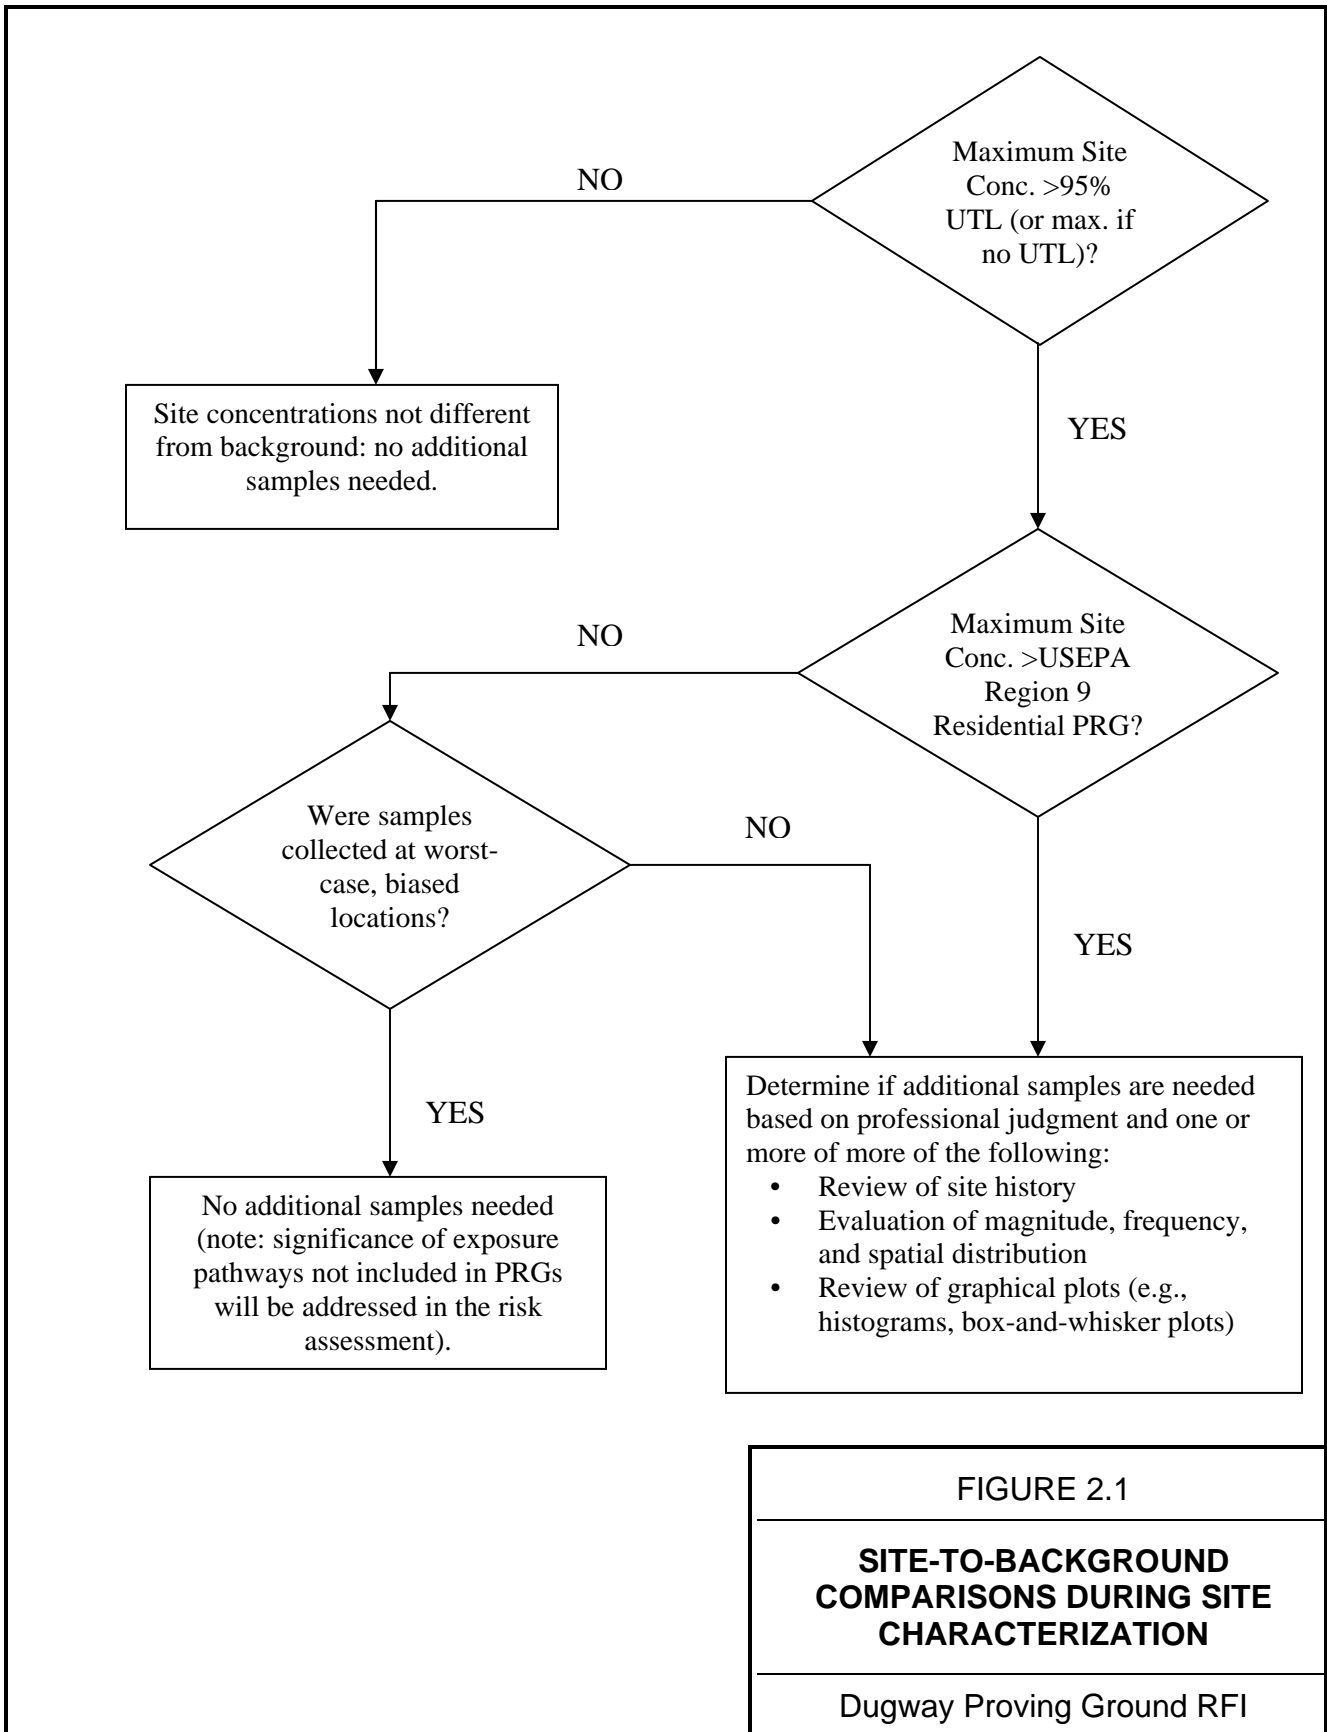 Maximum Site
Conc. >95%
UTL (or max. if
no UTL)?
NO
YES
Site concentrations not different
from background: no additional
samples needed.
Maximum Site
Conc. >USEPA
Region 9
Residential PRG?
NO
YES
Were samples
collected at worst-
case, biased
locations?
NO
YES
No additional samples needed
(note: significance of exposure
pathways not included in PRGs
will be addressed in the risk
assessment).
Determine if additional samples are needed
based on professional judgment and one or
more of more of the following:
• Review of site history
• Evaluation of magnitude, frequency,
and spatial distribution
• Review of graphical plots (e.g.,
histograms, box-and-whisker plots)
FIGURE 2.1
SITE-TO-BACKGROUND
COMPARISONS DURING SITE
CHARACTERIZATION
Dugway Proving Ground RFI